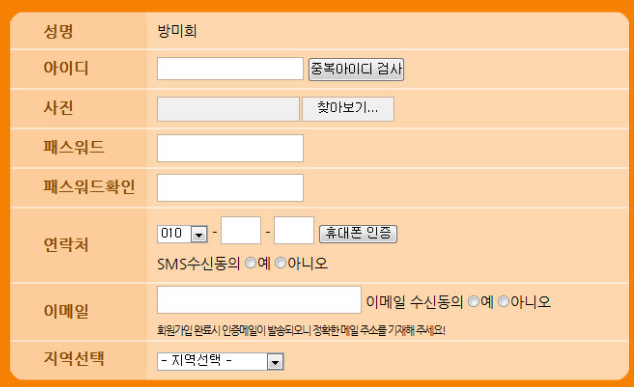 성명 방미희
아이디 중복아이디 검사
사진 찾아보기...
패스워드
패스워드확인
연락처 010 - - 휴대폰 인증
SMS수신동의 예 아니오
이메일 이메일 수신동의 예 아니오
회원가입 완료시 인증메일이 발송되오니 정확한 메일 주소를 기재해 주세요!
지역선택 - 지역선택 -